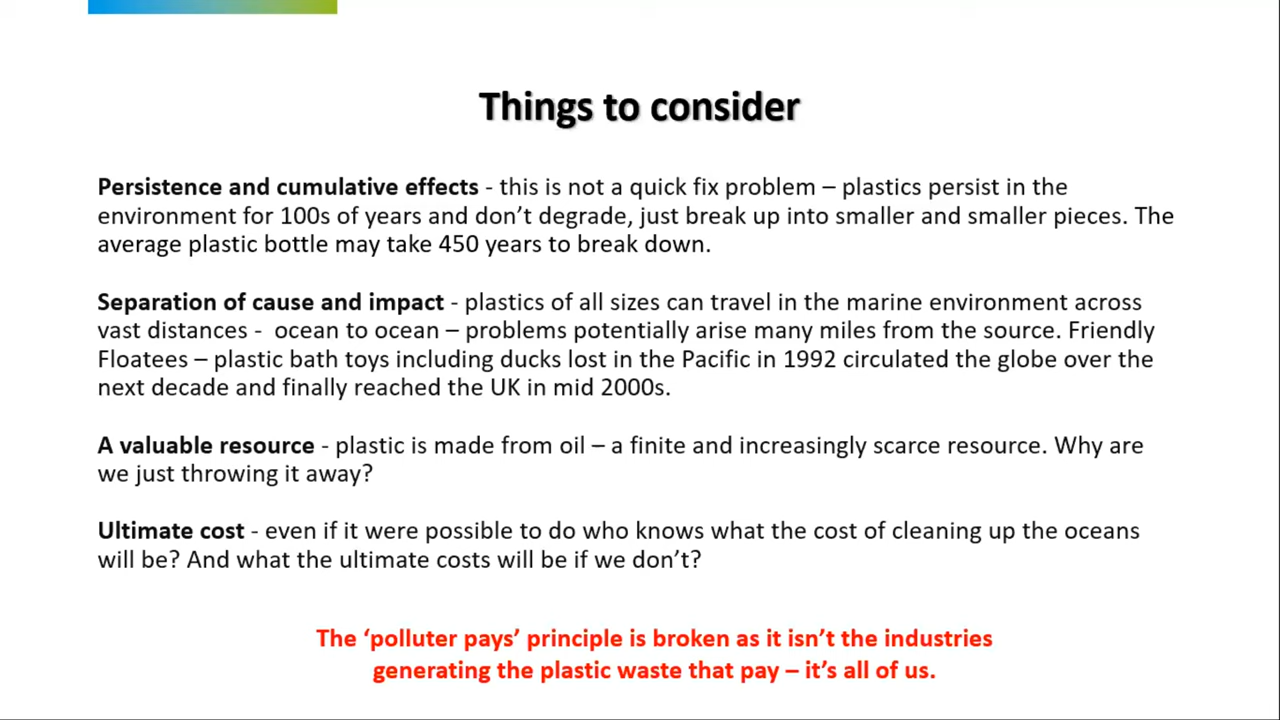 Things to consider
Persistence and cumulative effects - this is not a quick fix problem – plastics persist in the
environment for 100s of years and don’t degrade, just break up into smaller and smaller pieces. The
average plastic bottle may take 450 years to break down.
Separation of cause and impact - plastics of all sizes can travel in the marine environment across
vast distances -  ocean to ocean – problems potentially arise many miles from the source. Friendly
Floatees – plastic bath toys including ducks lost in the Pacific in 1992 circulated the globe over the
next decade and finally reached the UK in mid 2000s.
A valuable resource - plastic is made from oil – a finite and increasingly scarce resource. Why are
we just throwing it away?
Ultimate cost - even if it were possible to do who knows what the cost of cleaning up the oceans
will be? And what the ultimate costs will be if we don’t?
The ‘polluter pays’ principle is broken as it isn’t the industries
generating the plastic waste that pay – it’s all of us.